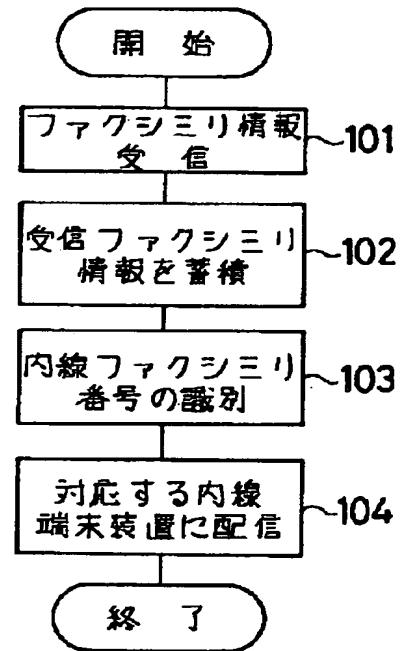 開始
ファクシミリ情報
受信
101
受信ファクシミリ
情報を蓄積
102
内線ファクシミリ
番号の識別
103
対応する内線
端末装置に配信
104
終了